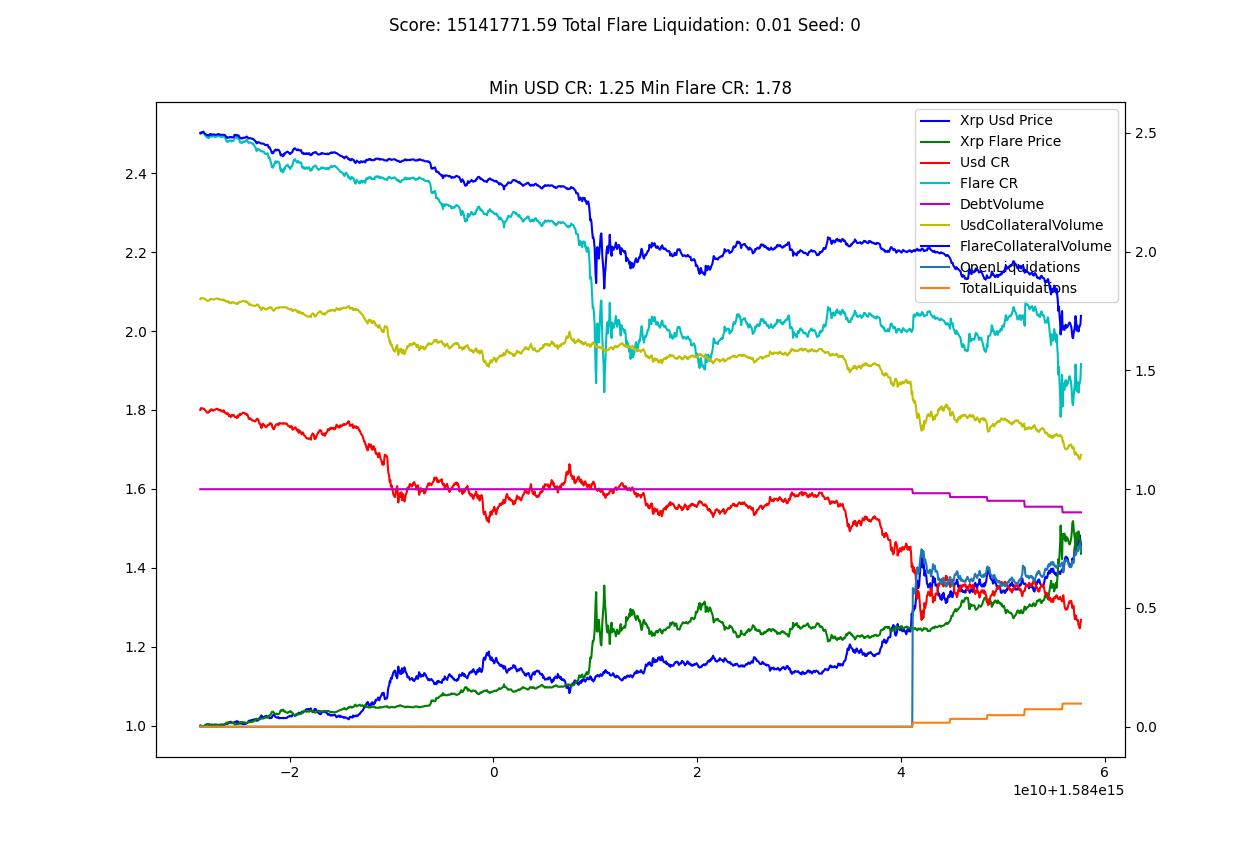 Score: 15141771.59 Total Flare Liquidation: 0.01 Seed: 0
Min USD CR: 1.25 Min Flare CR: 1.78
Xrp Usd Price
Xrp Flare Price
Usd CR
Flare CR
DebtVolume
UsdCollateralVolume
FlareCollateralVolume
OpenLiquidations
TotalLiquidations
2.4
2.2
2.0
1.8
1.6
1.4
1.2
1.0
2.5
2.0
1.5
1.0
0.5
0.0
−2
0
2
4
6
1e10+1.584e15